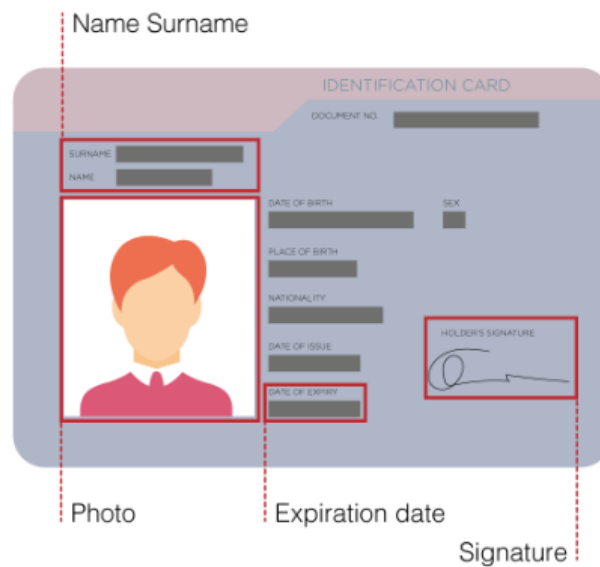 Name Surname
IDENTIFICATION CARD
DOCUMENT NO.
SURNAME
NAME
DATE OF BIRTH
SEX
PLACE OF BIRTH
NATIONALITY
DATE OF ISSUE
HOLDER'S SIGNATURE
DATE OF EXPIRY
Photo
Expiration date
Signature